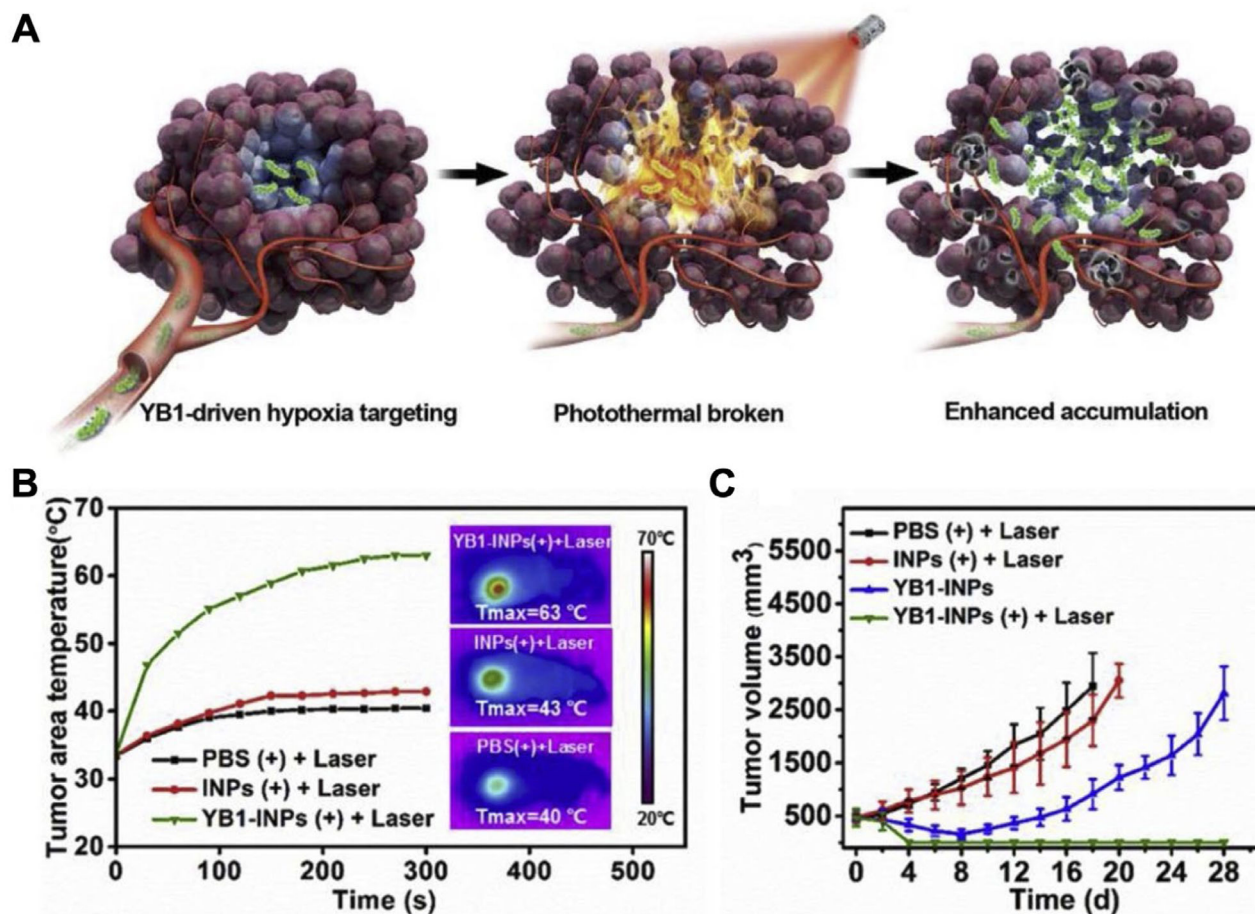 A
YB1-driven hypoxia targeting
Photothermal broken
Enhanced accumulation
B
Tumor area temperature(°C)
70
60
50
40
30
20
0
100
200
300
400
500
Time (s)
PBS (+) + Laser
INPs (+) + Laser
YB1-INPs (+) + Laser
YB1-INPs(+)+Laser
Tmax=63 °C
INPs(+)+Laser
Tmax=43 °C
PBS(+)+Laser
Tmax=40 °C
70℃
20℃
C
Tumor volume (mm³)
5500
4500
3500
2500
1500
500
0
4
8
12
16
20
24
28
Time (d)
PBS (+) + Laser
INPs (+) + Laser
YB1-INPs
YB1-INPs (+) + Laser